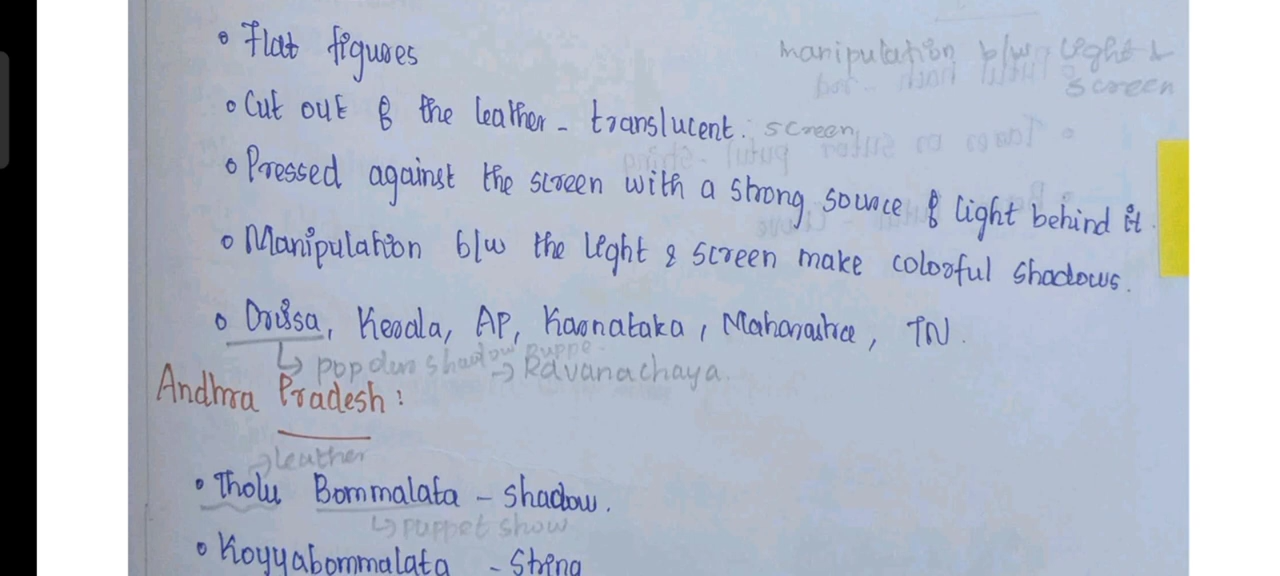 • Flat figures
manipulation b/w light &
screen
• Cut out of the leather - translucent. screen
• Pressed against the screen with a strong source of light behind it.
• Manipulation b/w the light & screen make colorful shadows.
• Orissa, Kerala, AP, Karnataka, Maharashtra, TN.
↳ popular shadow puppe → Ravanachaya.
Andhra Pradesh:
→ leather
• Tholu Bommalata - shadow.
↳ puppet show
• Koyyabommalata - String